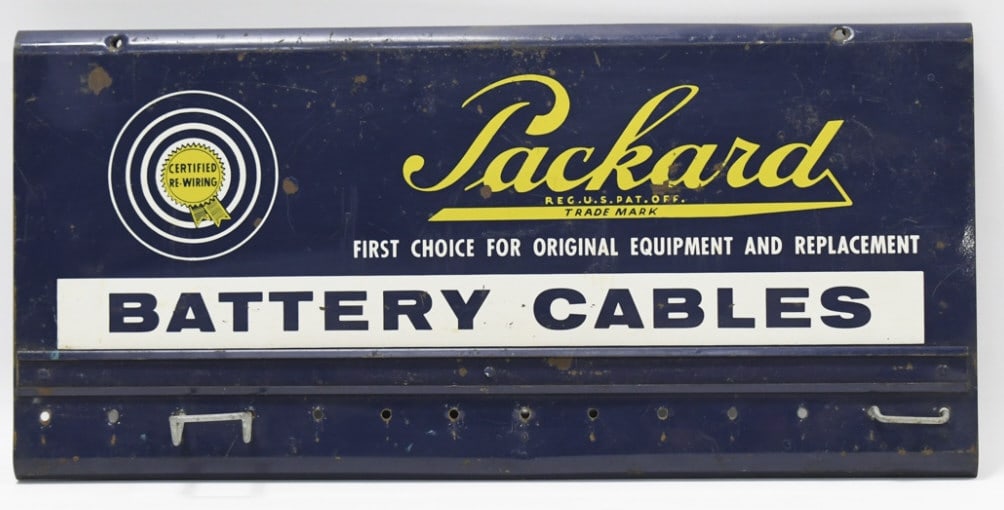 CERTIFIED
RE-WIRING
Packard
REG.U.S.PAT.OFF.
TRADE MARK
FIRST CHOICE FOR ORIGINAL EQUIPMENT AND REPLACEMENT
BATTERY CABLES